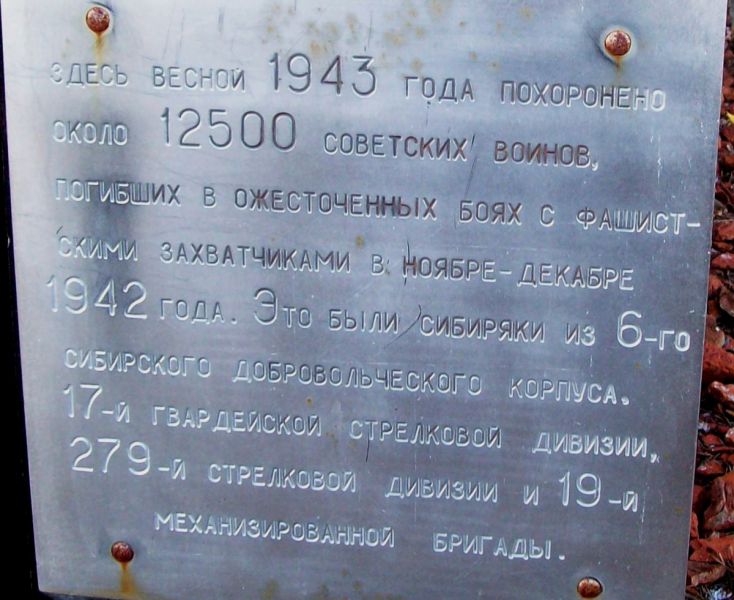 ЗДЕСЬ ВЕСНОЙ 1943 ГОДА ПОХОРОНЕНО
ОКОЛО 12500 СОВЕТСКИХ ВОИНОВ,
ПОГИБШИХ В ОЖЕСТОЧЕННЫХ БОЯХ С ФАШИСТ-
СКИМИ ЗАХВАТЧИКАМИ В НОЯБРЕ-ДЕКАБРЕ
1942 ГОДА. ЭТО БЫЛИ СИБИРЯКИ ИЗ 6-ГО
СИБИРСКОГО ДОБРОВОЛЬЧЕСКОГО КОРПУСА.
17-Й ГВАРДЕЙСКОЙ СТРЕЛКОВОЙ ДИВИЗИИ,
279-Й СТРЕЛКОВОЙ ДИВИЗИИ И 19-Й
МЕХАНИЗИРОВАННОЙ БРИГАДЫ.